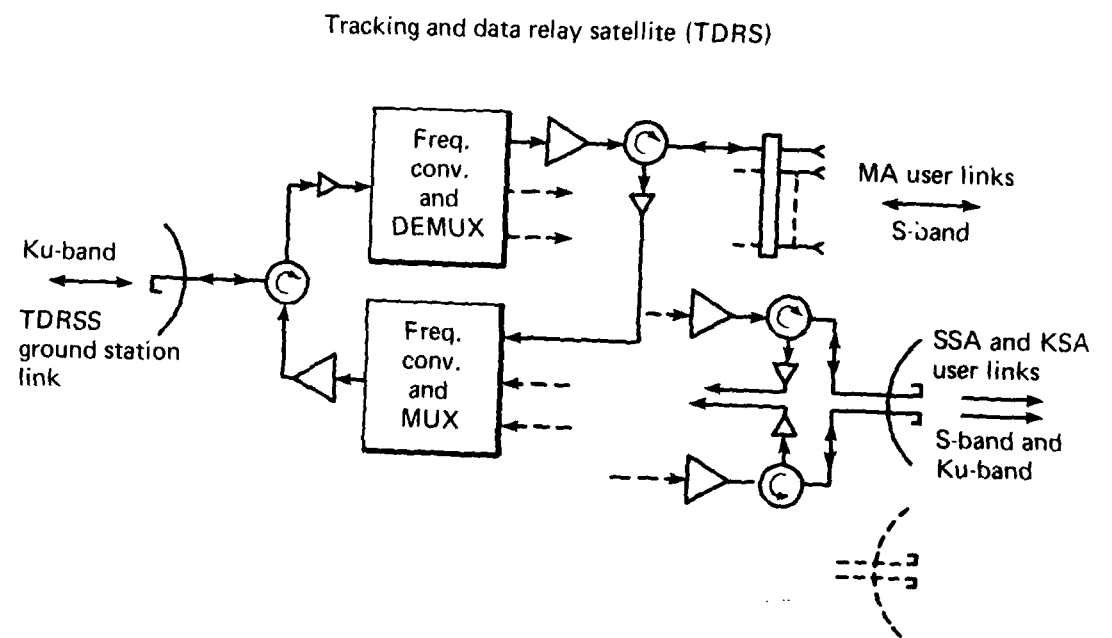 Tracking and data relay satellite (TDRS)
Freq.
conv.
and
DEMUX
MA user links
S-band
Ku-band
TDRSS
ground station
link
Freq.
conv.
and
MUX
SSA and KSA
user links
S-band and
Ku-band